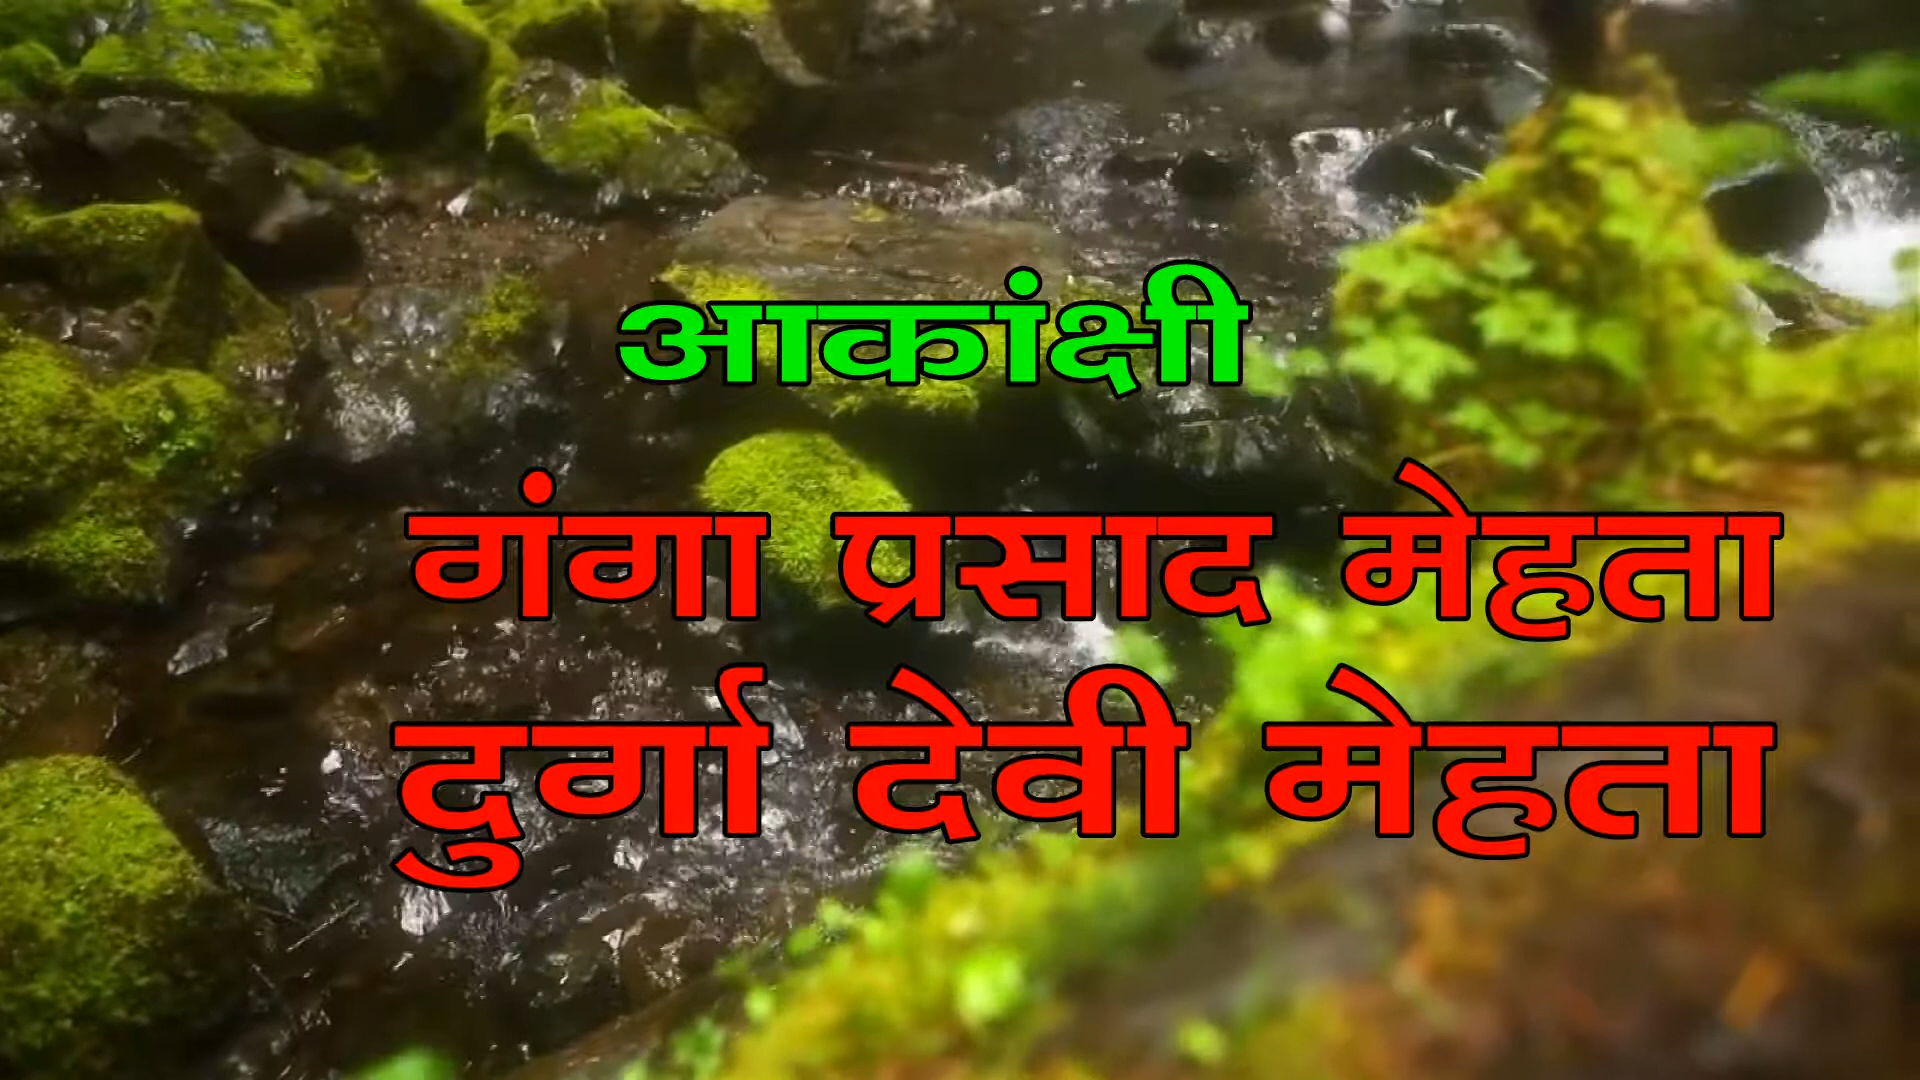 आकांक्षी
गंगा प्रसाद मेहता
दुर्गा देवी मेहता